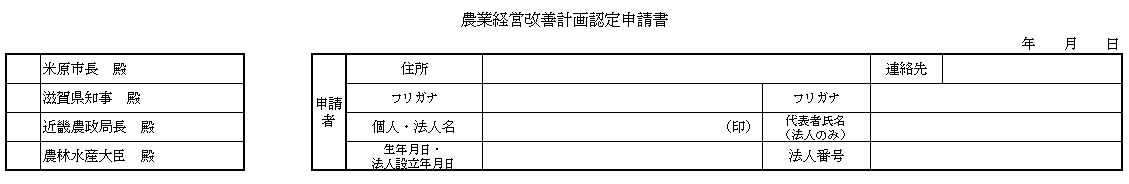 農業経営改善計画認定申請書
年　月　日
米原市長　殿
滋賀県知事　殿
近畿農政局長　殿
農林水産大臣　殿
申請
者
住所
連絡先
フリガナ
フリガナ
個人・法人名
（印）
代表者氏名
（法人のみ）
生年月日・
法人設立年月日
法人番号